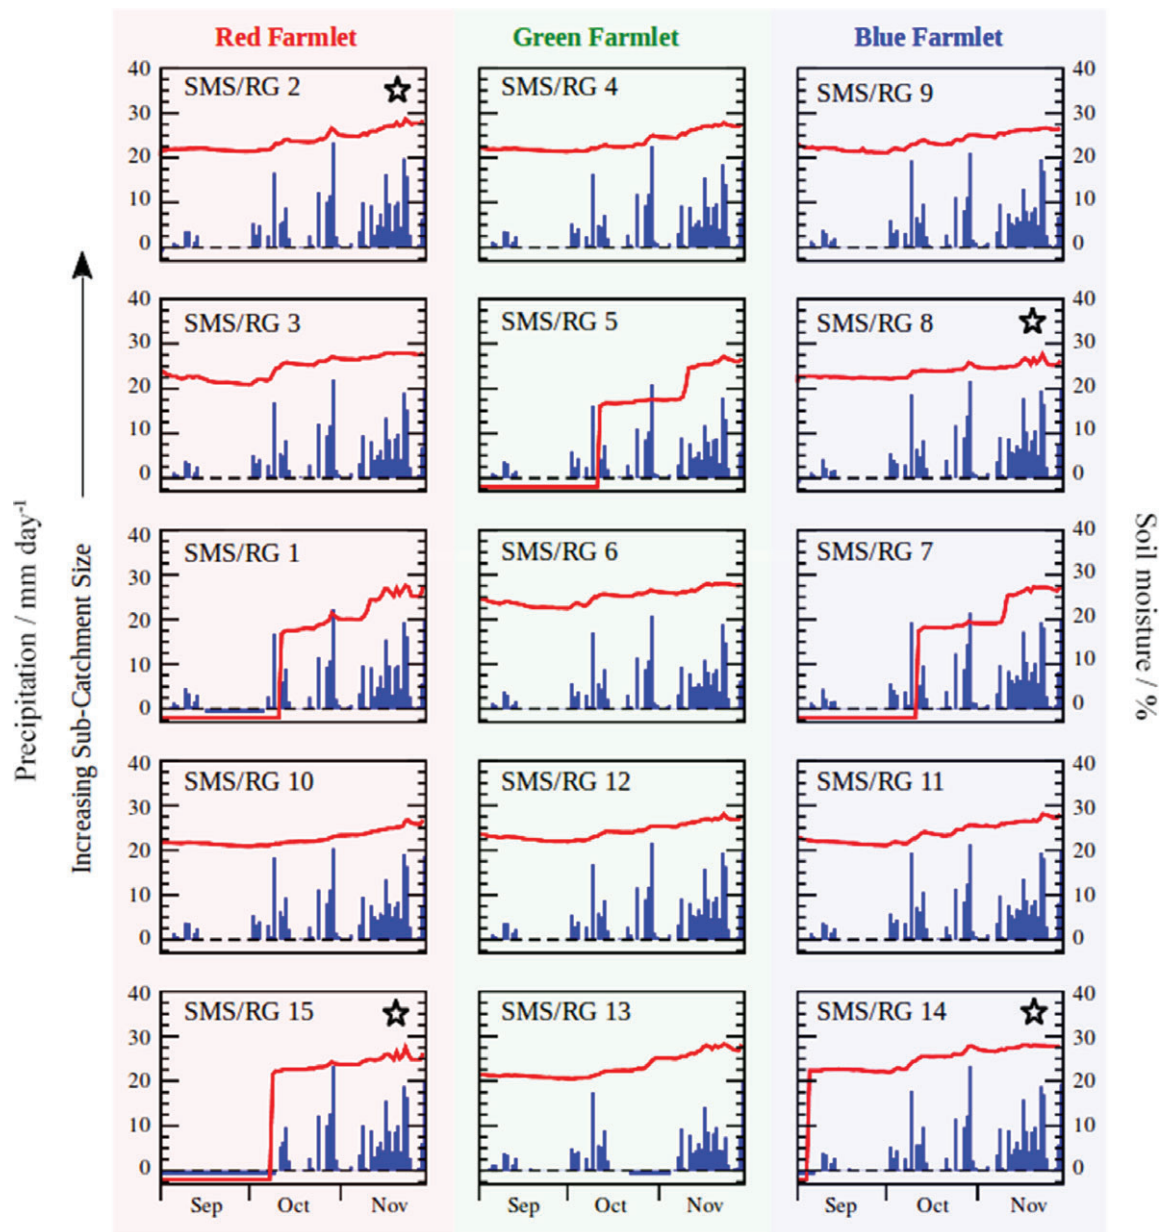 Red Farmlet Green Farmlet Blue Farmlet
40 SMS/RG 2 SMS/RG 4 SMS/RG 9 40
30 30
20 20
10 10
0 0
40 SMS/RG 3 SMS/RG 5 SMS/RG 8 40
30 30
20 20
10 10
0 0
40 SMS/RG 1 SMS/RG 6 SMS/RG 7 40
30 30
20 20
10 10
0 0
40 SMS/RG 10 SMS/RG 12 SMS/RG 11 40
30 30
20 20
10 10
0 0
40 SMS/RG 15 SMS/RG 13 SMS/RG 14 40
30 30
20 20
10 10
0 0
Sep Oct Nov Sep Oct Nov Sep Oct Nov
Precipitation / mm day⁻¹
Increasing Sub-Catchment Size
Soil moisture / %